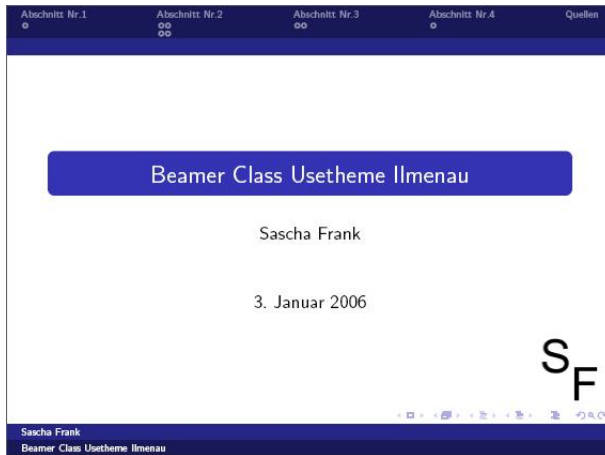 Abschnitt Nr.1 Abschnitt Nr.2 Abschnitt Nr.3 Abschnitt Nr.4 Quellen
Beamer Class Usetheme Ilmenau
Sascha Frank
3. Januar 2006
SF
Sascha Frank
Beamer Class Usetheme Ilmenau